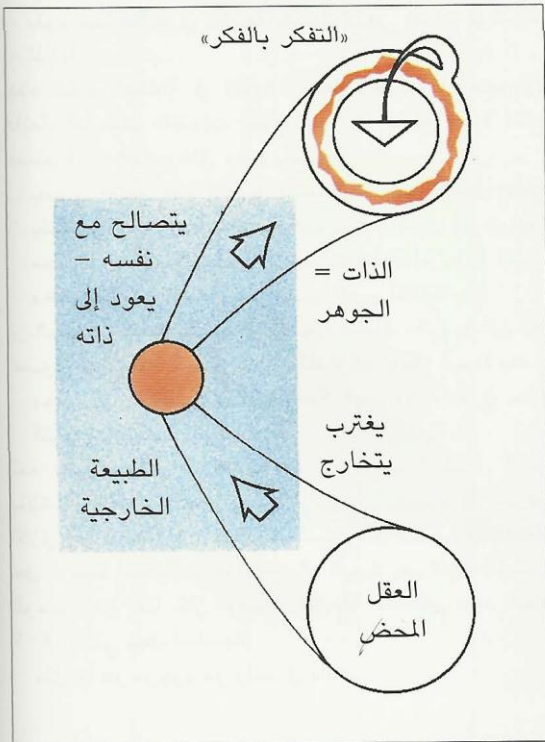 «التفكر بالفكر»
يتصالح مع
نفسه –
يعود إلى
ذاته
الذات =
الجوهر
يغترب
يتخارج
الطبيعة
الخارجية
العقل
المحض